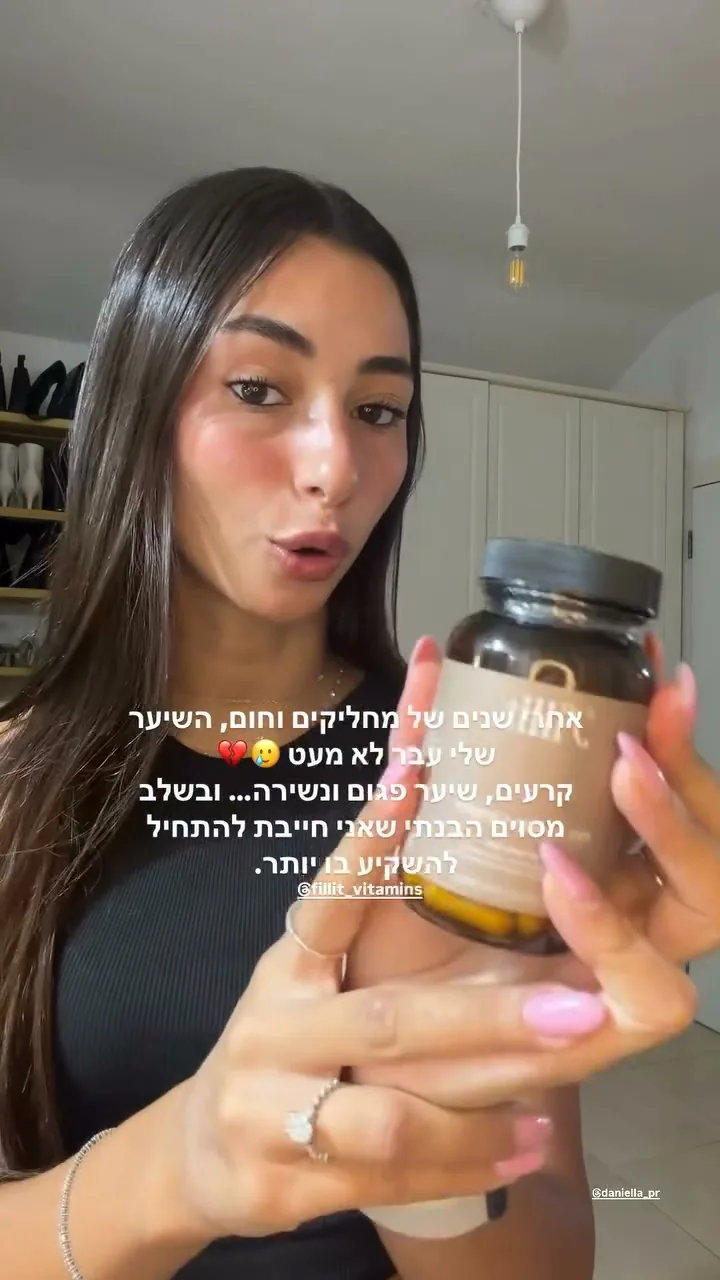 אחרי שנים של מחליקים וחום, השיער
שלי עבר לא מעט 🥲💔
קרעים, שיער פגום ונשירה... ובשלב
מסוים הבנתי שאני חייבת להתחיל
להשקיע בו יותר.
@fillit_vitamins
@daniella_pr